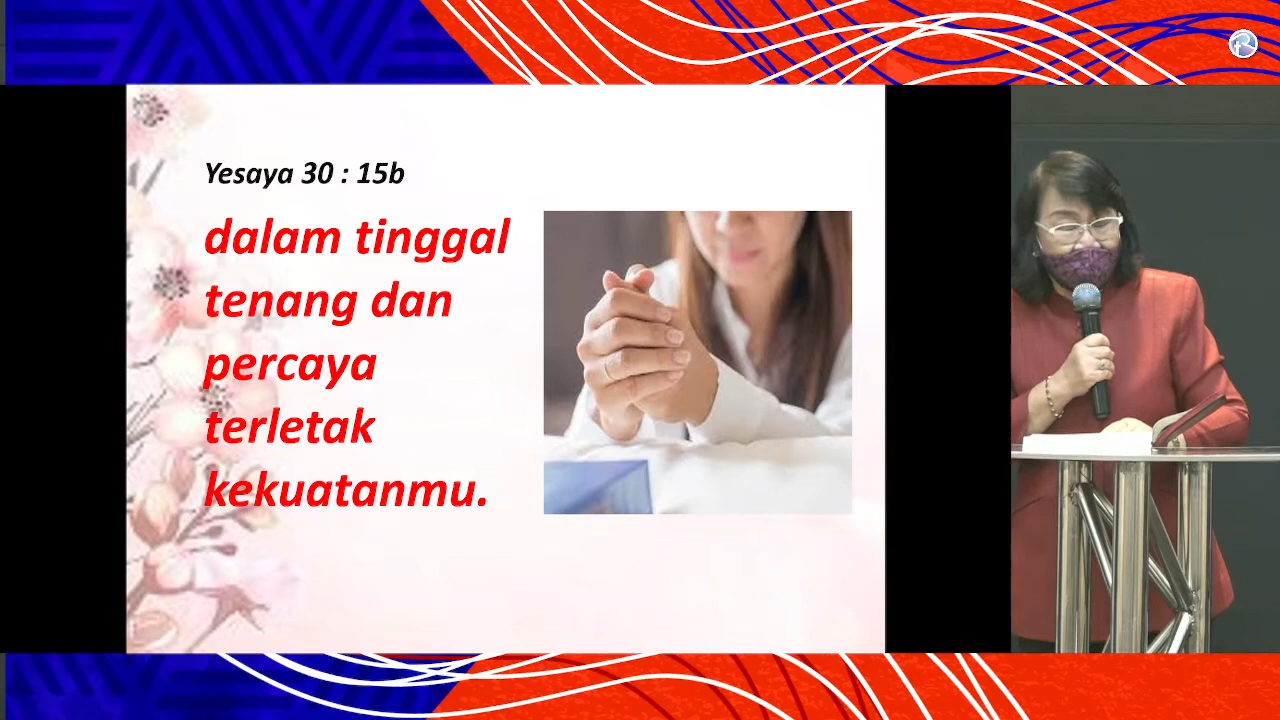 Yesaya 30 : 15b
dalam tinggal
tenang dan
percaya
terletak
kekuatanmu.